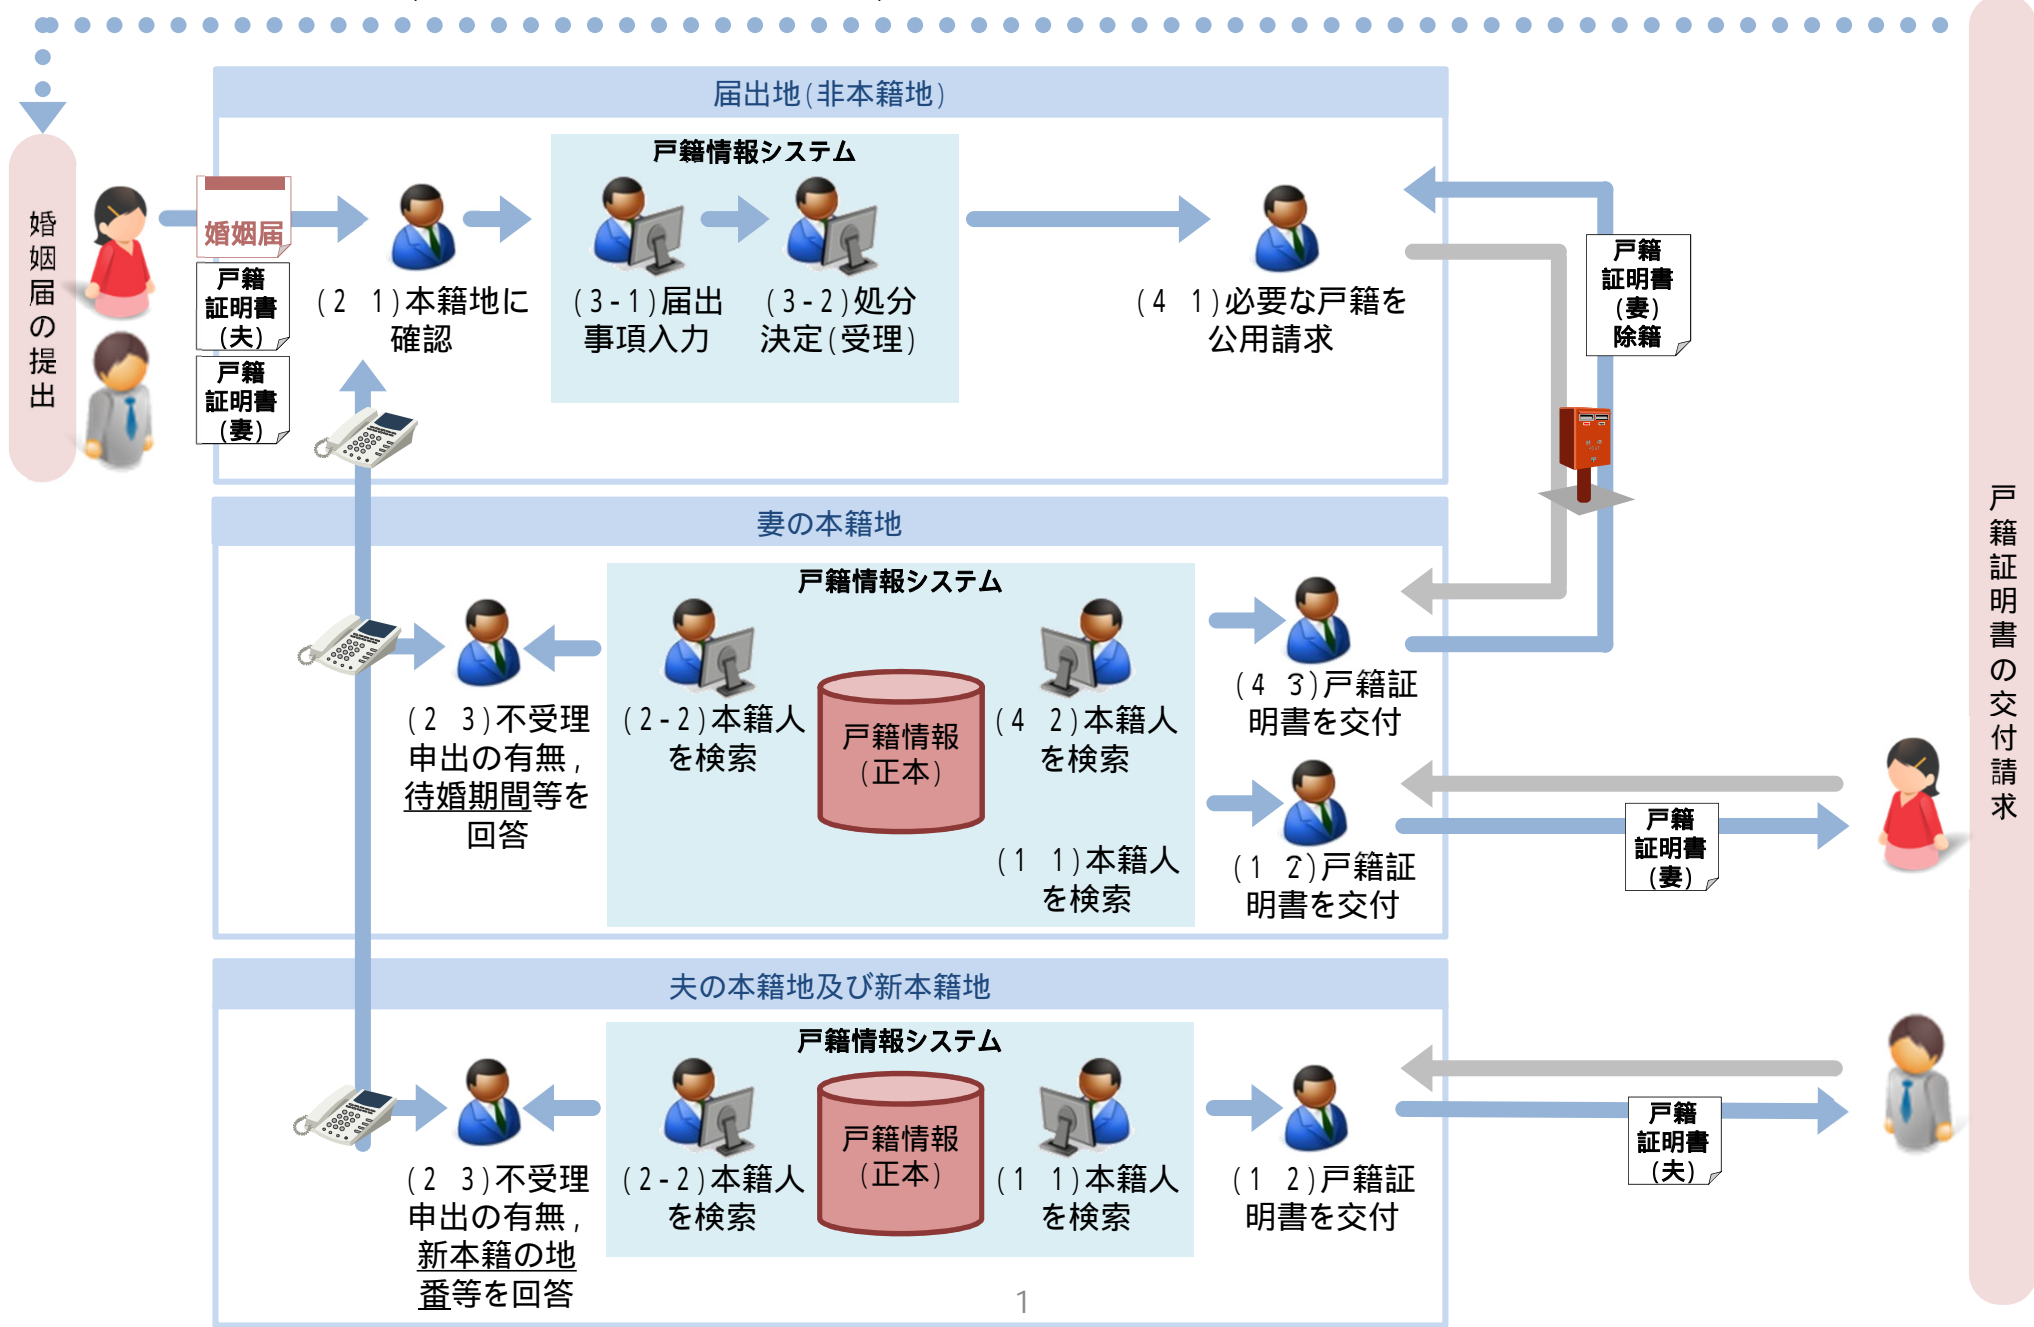 届出地(非本籍地)
戸籍情報システム
婚姻届の提出
婚姻届
戸籍
証明書
(夫)
戸籍
証明書
(妻)
(2 1)本籍地に
確認
(3-1)届出
事項入力
(3-2)処分
決定(受理)
(4 1)必要な戸籍を
公用請求
戸籍
証明書
(妻)
除籍
妻の本籍地
戸籍情報システム
(2 3)不受理
申出の有無,
待婚期間等を
回答
(2-2)本籍人
を検索
戸籍情報
(正本)
(4 2)本籍人
を検索
(4 3)戸籍証
明書を交付
(1 1)本籍人
を検索
(1 2)戸籍証
明書を交付
戸籍
証明書
(妻)
戸籍証明書の交付請求
夫の本籍地及び新本籍地
戸籍情報システム
(2 3)不受理
申出の有無,
新本籍の地
番等を回答
(2-2)本籍人
を検索
戸籍情報
(正本)
(1 1)本籍人
を検索
(1 2)戸籍証
明書を交付
戸籍
証明書
(夫)
1